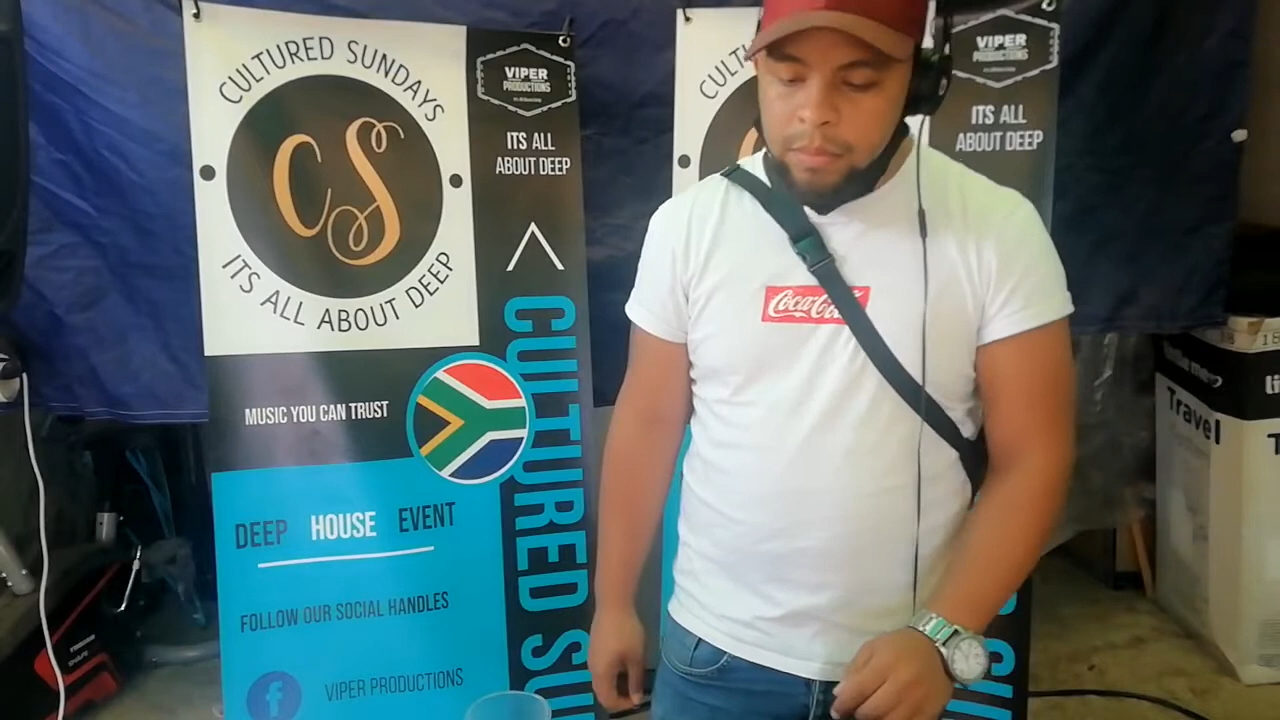 CULTURED SUNDAYS
CS
ITS ALL ABOUT DEEP
VIPER
PRODUCTIONS
ITS ALL
ABOUT DEEP
CULTURED SU
MUSIC YOU CAN TRUST
DEEP HOUSE EVENT
FOLLOW OUR SOCIAL HANDLES
f
VIPER PRODUCTIONS
CULT
VIPER
PRODUCTIONS
ITS ALL
ABOUT DEEP
Coca-Cola
Travel